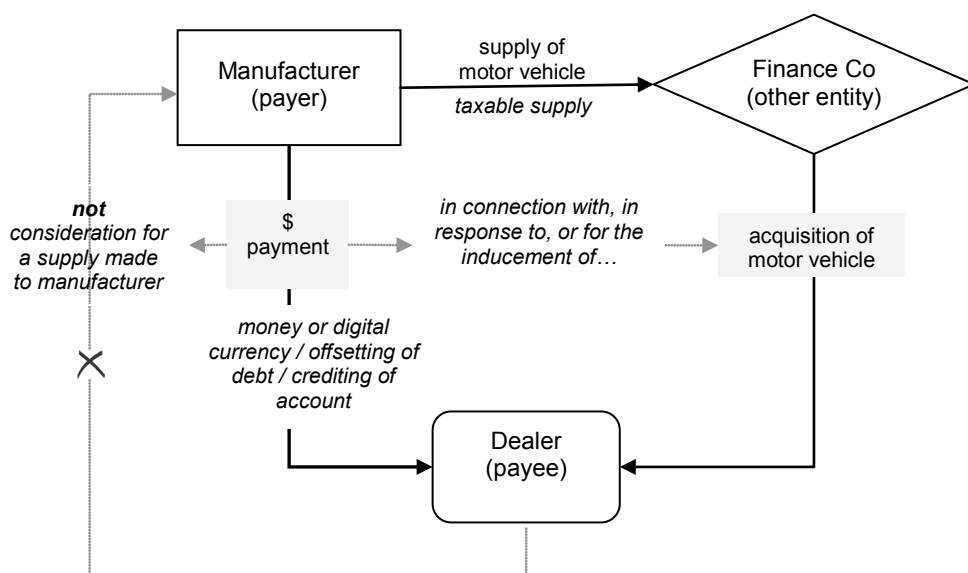 Manufacturer
(payer)
supply of
motor vehicle
taxable supply
Finance Co
(other entity)
not
consideration for
a supply made
to manufacturer
$
payment
in connection with, in
response to, or for the
inducement of…
acquisition of
motor vehicle
money or digital
currency / offsetting of
debt / crediting of
account
Dealer
(payee)